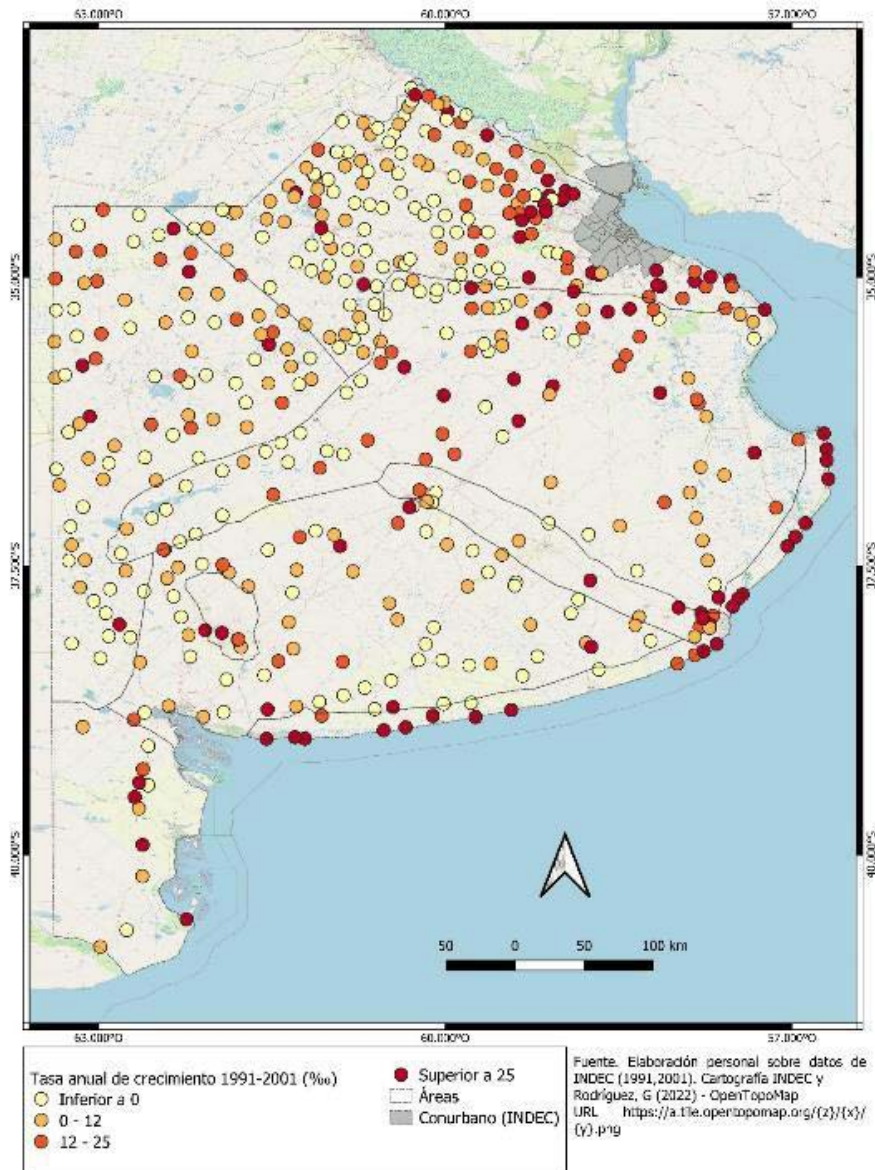 63.000°O 60.000°O 57.000°O
35.000°S 35.000°S
37.500°S 37.500°S
40.000°S 40.000°S
50 0 50 100 km
63.000°O 60.000°O 57.000°O
Tasa anual de crecimiento 1991-2001 (‰)
Inferior a 0
0 - 12
12 - 25
Superior a 25
Áreas
Conurbano (INDEC)
Fuente. Elaboración personal sobre datos de
INDEC (1991,2001). Cartografía INDEC y
Rodríguez, G (2022) - OpenTopoMap
URL https://a.tile.opentopomap.org/{z}/{x}/
{y}.png